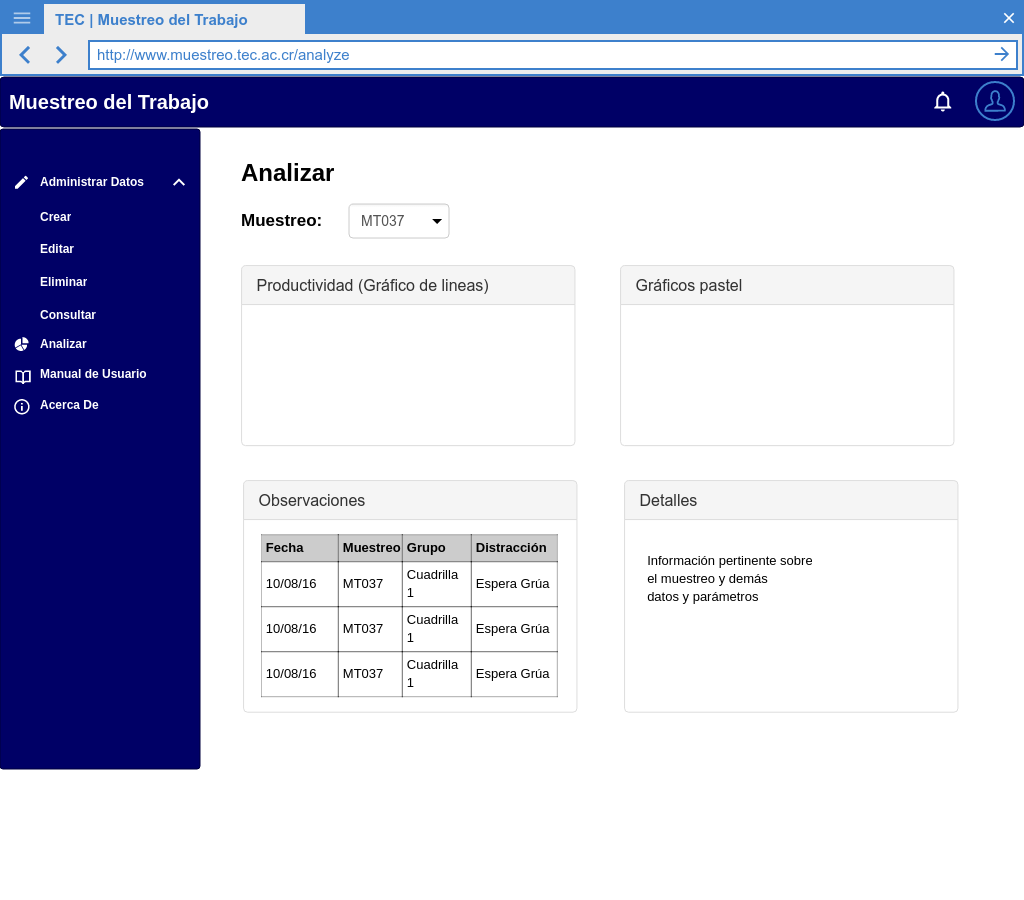 TEC | Muestreo del Trabajo
http://www.muestreo.tec.ac.cr/analyze
Muestreo del Trabajo
Administrar Datos
Crear
Editar
Eliminar
Consultar
Analizar
Manual de Usuario
Acerca De
Analizar
Muestreo: MT037
Productividad (Gráfico de lineas)
Gráficos pastel
Observaciones
Fecha Muestreo Grupo Distracción
10/08/16 MT037 Cuadrilla 1 Espera Grúa
10/08/16 MT037 Cuadrilla 1 Espera Grúa
10/08/16 MT037 Cuadrilla 1 Espera Grúa
Detalles
Información pertinente sobre
el muestreo y demás
datos y parámetros